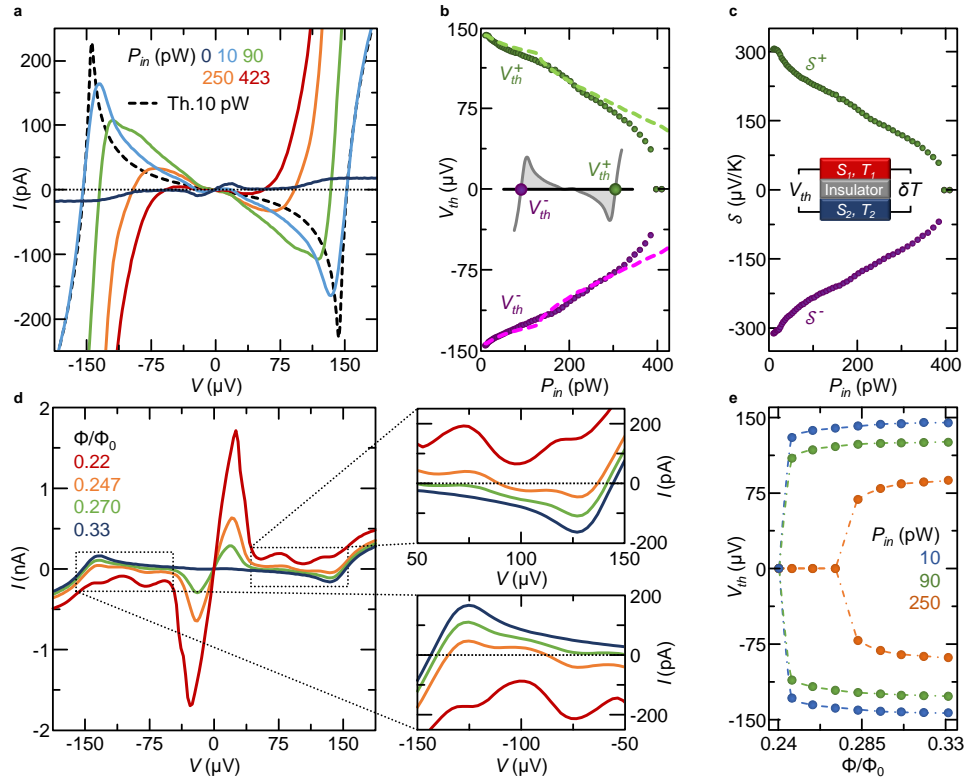 a
I (pA)
200
100
0
-100
-200
P_in (pW) 0 10 90
250 423
Th.10 pW
-150 -75 0 75 150
V (µV)
b
V_th (µV)
150
75
0
-75
-150
V_th^+
V_th^+
V_th^-
V_th^-
0 200 400
P_in (pW)
c
𝒮 (µV/K)
300
150
0
-150
-300
𝒮^+
S_1, T_1
V_th Insulator δT
S_2, T_2
𝒮^-
0 100 200 300 400
P_in (pW)
d
I (nA)
2
1
0
-1
-2
Φ/Φ_0
0.22
0.247
0.270
0.33
-150 -75 0 75 150
V (µV)
200
0
-200
I (pA)
50 100 150
V (µV)
200
0
-200
I (pA)
-150 -100 -50
V (µV)
e
V_th (µV)
150
75
0
-75
-150
P_in (pW)
10
90
250
0.24 0.285 0.33
Φ/Φ_0